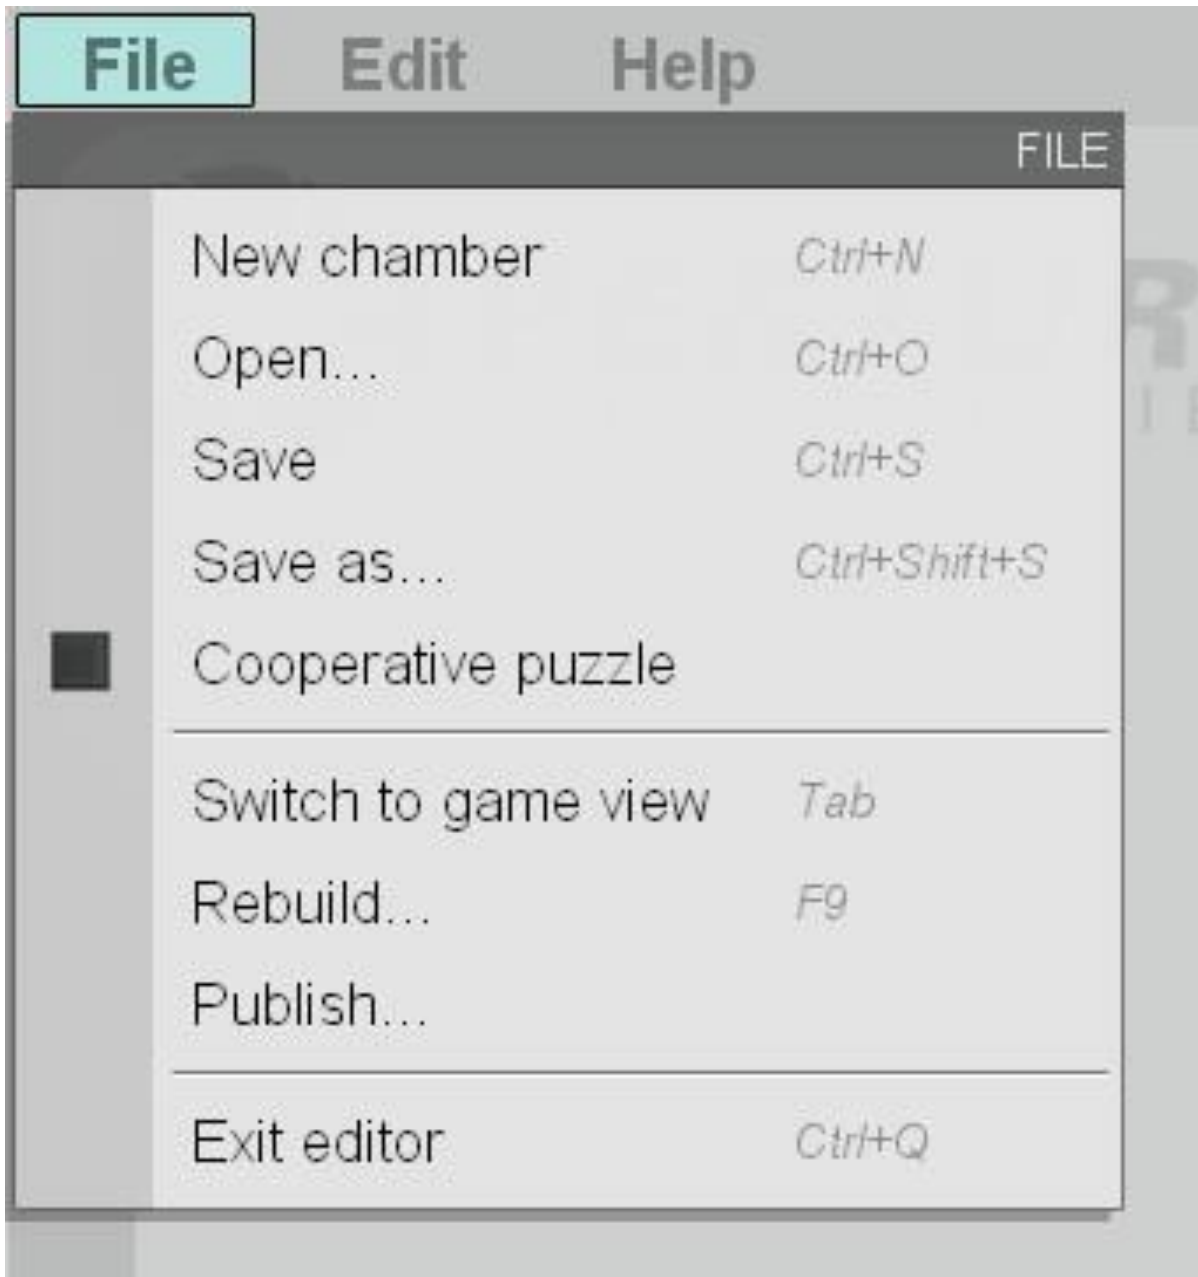 File Edit Help
FILE
New chamber Ctrl+N
Open... Ctrl+O
Save Ctrl+S
Save as... Ctrl+Shift+S
Cooperative puzzle
Switch to game view Tab
Rebuild... F9
Publish...
Exit editor Ctrl+Q